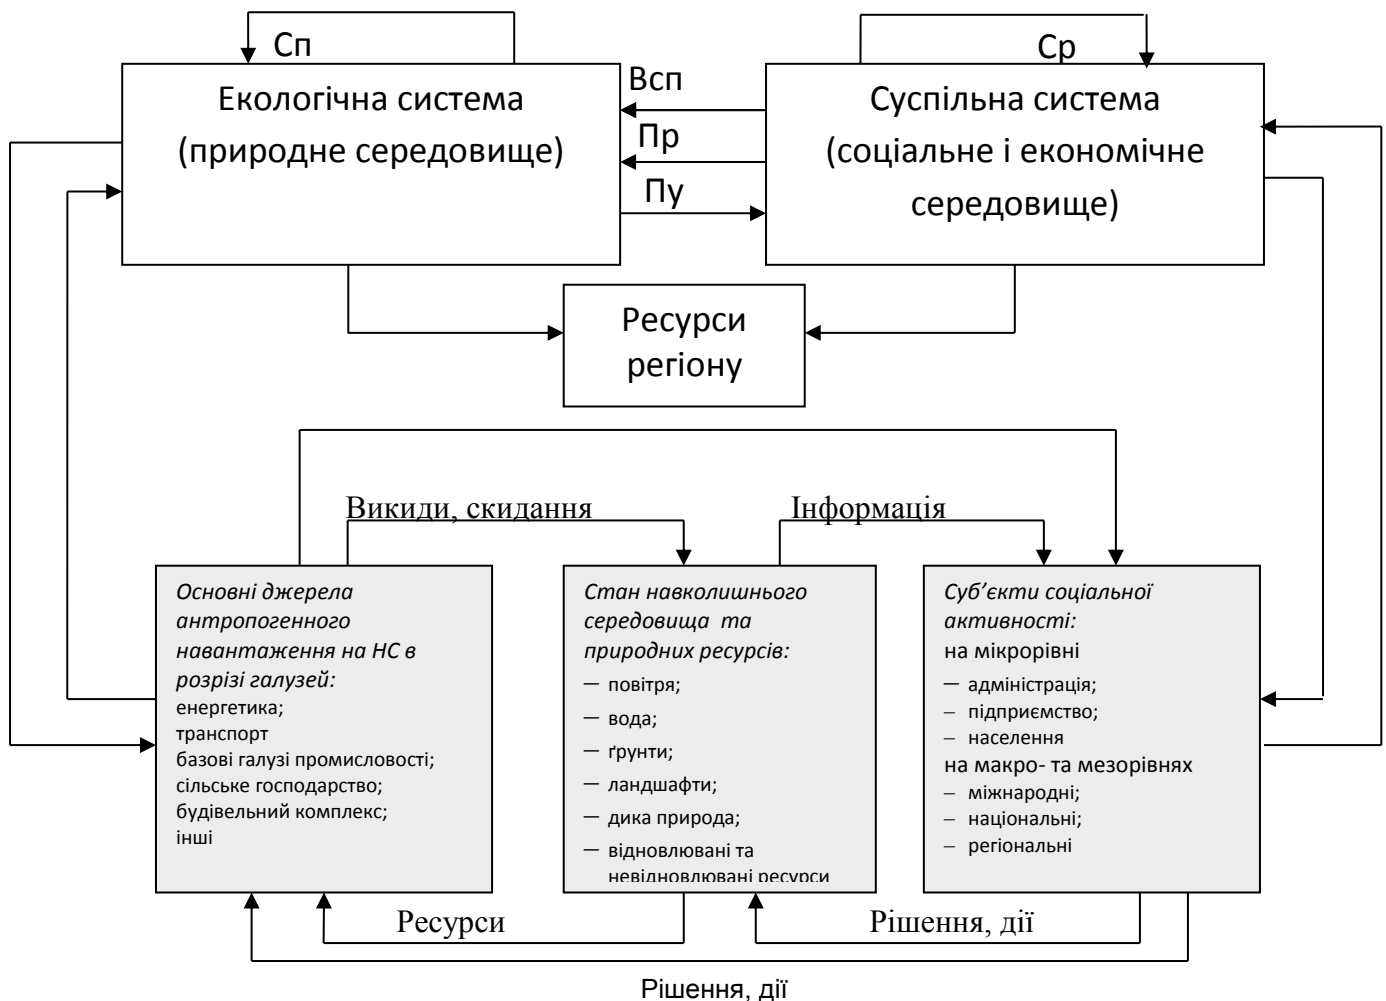 Сп
Ср
Екологічна система
(природне середовище)
Всп
Пр
Пу
Суспільна система
(соціальне і економічне
середовище)
Ресурси
регіону
Викиди, скидання
Інформація
Основні джерела
антропогенного
навантаження на НС в
розрізі галузей:
енергетика;
транспорт
базові галузі промисловості;
сільське господарство;
будівельний комплекс;
інші
Стан навколишнього
середовища та
природних ресурсів:
— повітря;
— вода;
— ґрунти;
— ландшафти;
— дика природа;
— відновлювані та
невідновлювані ресурси
Суб’єкти соціальної
активності:
на мікрорівні
— адміністрація;
– підприємство;
– населення
на макро- та мезорівнях
– міжнародні;
– національні;
– регіональні
Ресурси
Рішення, дії
Рішення, дії